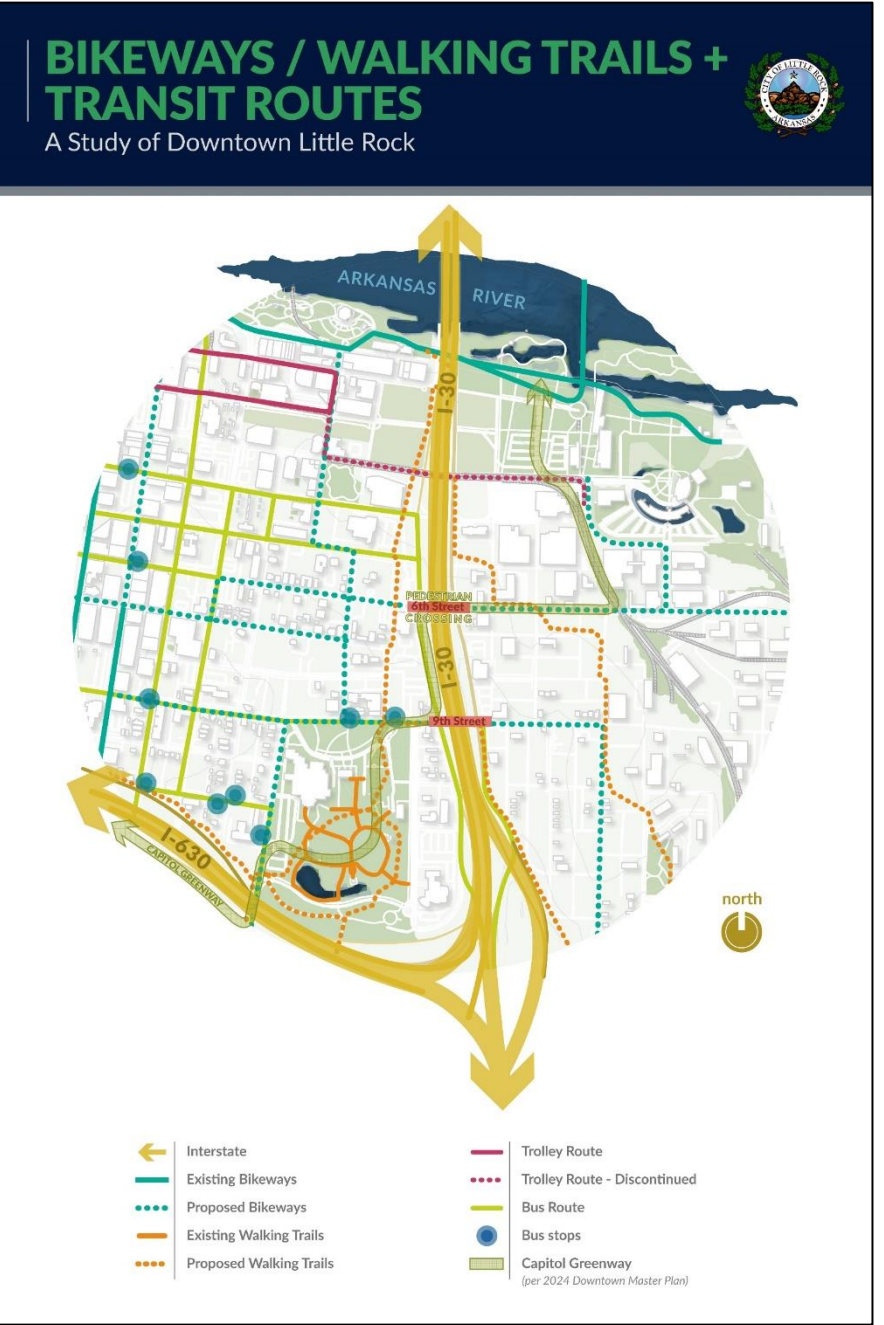 BIKEWAYS / WALKING TRAILS +
TRANSIT ROUTES
A Study of Downtown Little Rock
CITY OF LITTLE ROCK
ARKANSAS
ARKANSAS RIVER
I-30
PEDESTRIAN
6th Street
CROSSING
I-30
9th Street
I-630
CAPITOL GREENWAY
north
Interstate
Existing Bikeways
Proposed Bikeways
Existing Walking Trails
Proposed Walking Trails
Trolley Route
Trolley Route - Discontinued
Bus Route
Bus stops
Capitol Greenway
(per 2024 Downtown Master Plan)